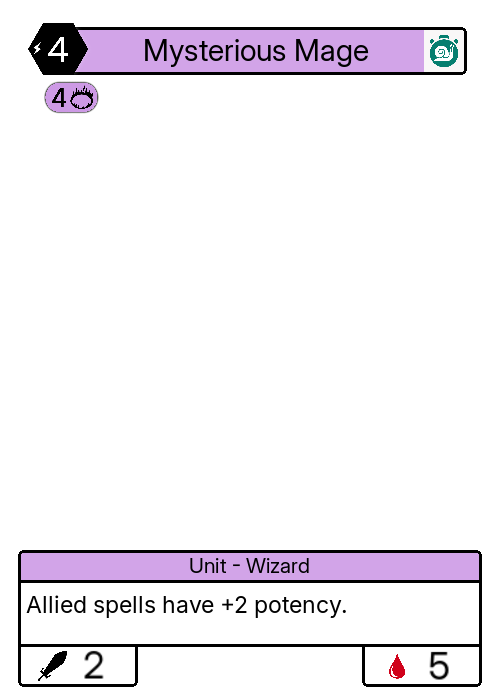 4 Mysterious Mage
4
Unit - Wizard
Allied spells have +2 potency.
2 5